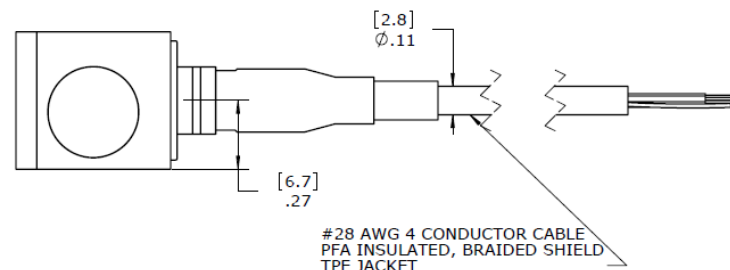 [2.8]
Ø.11
[6.7]
.27
#28 AWG 4 CONDUCTOR CABLE
PFA INSULATED, BRAIDED SHIELD
TPE JACKET